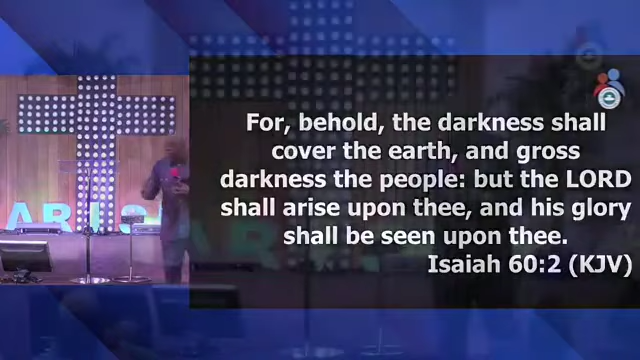 For, behold, the darkness shall
cover the earth, and gross
darkness the people: but the LORD
shall arise upon thee, and his glory
shall be seen upon thee.
Isaiah 60:2 (KJV)
ARIS